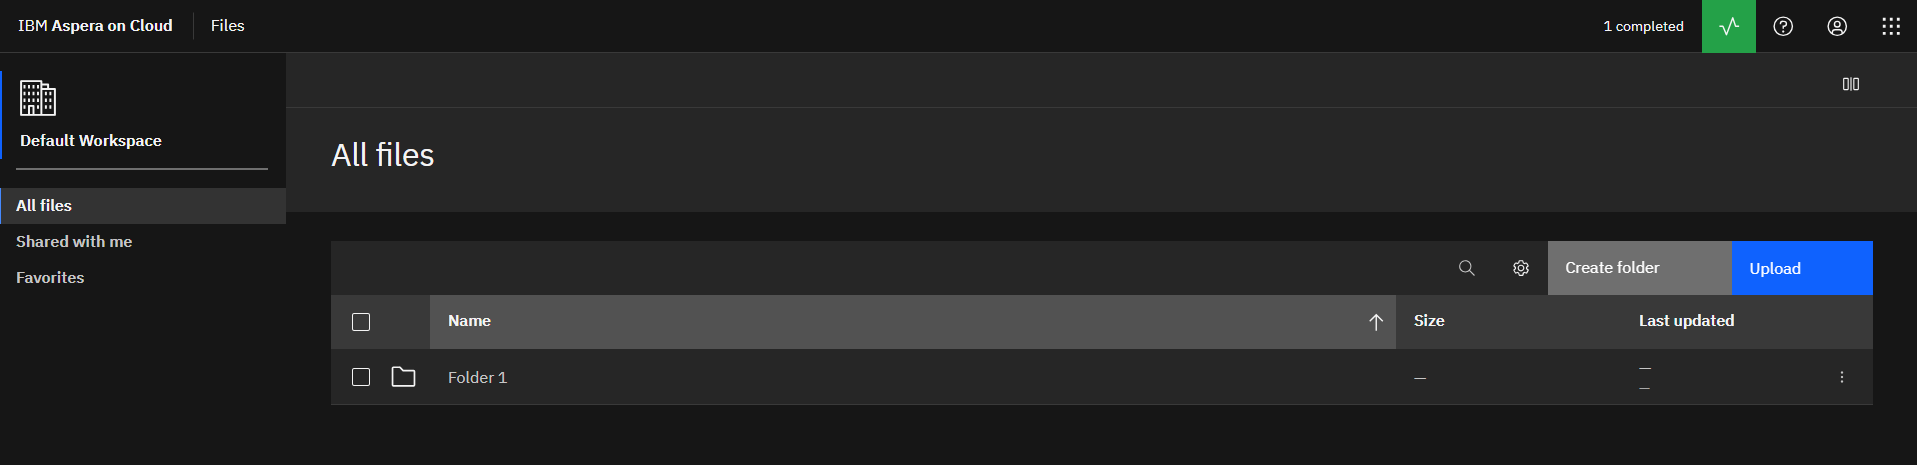 IBM Aspera on Cloud Files 1 completed
Default Workspace
All files
Shared with me
Favorites
All files
Create folder Upload
Name Size Last updated
Folder 1 — —
—